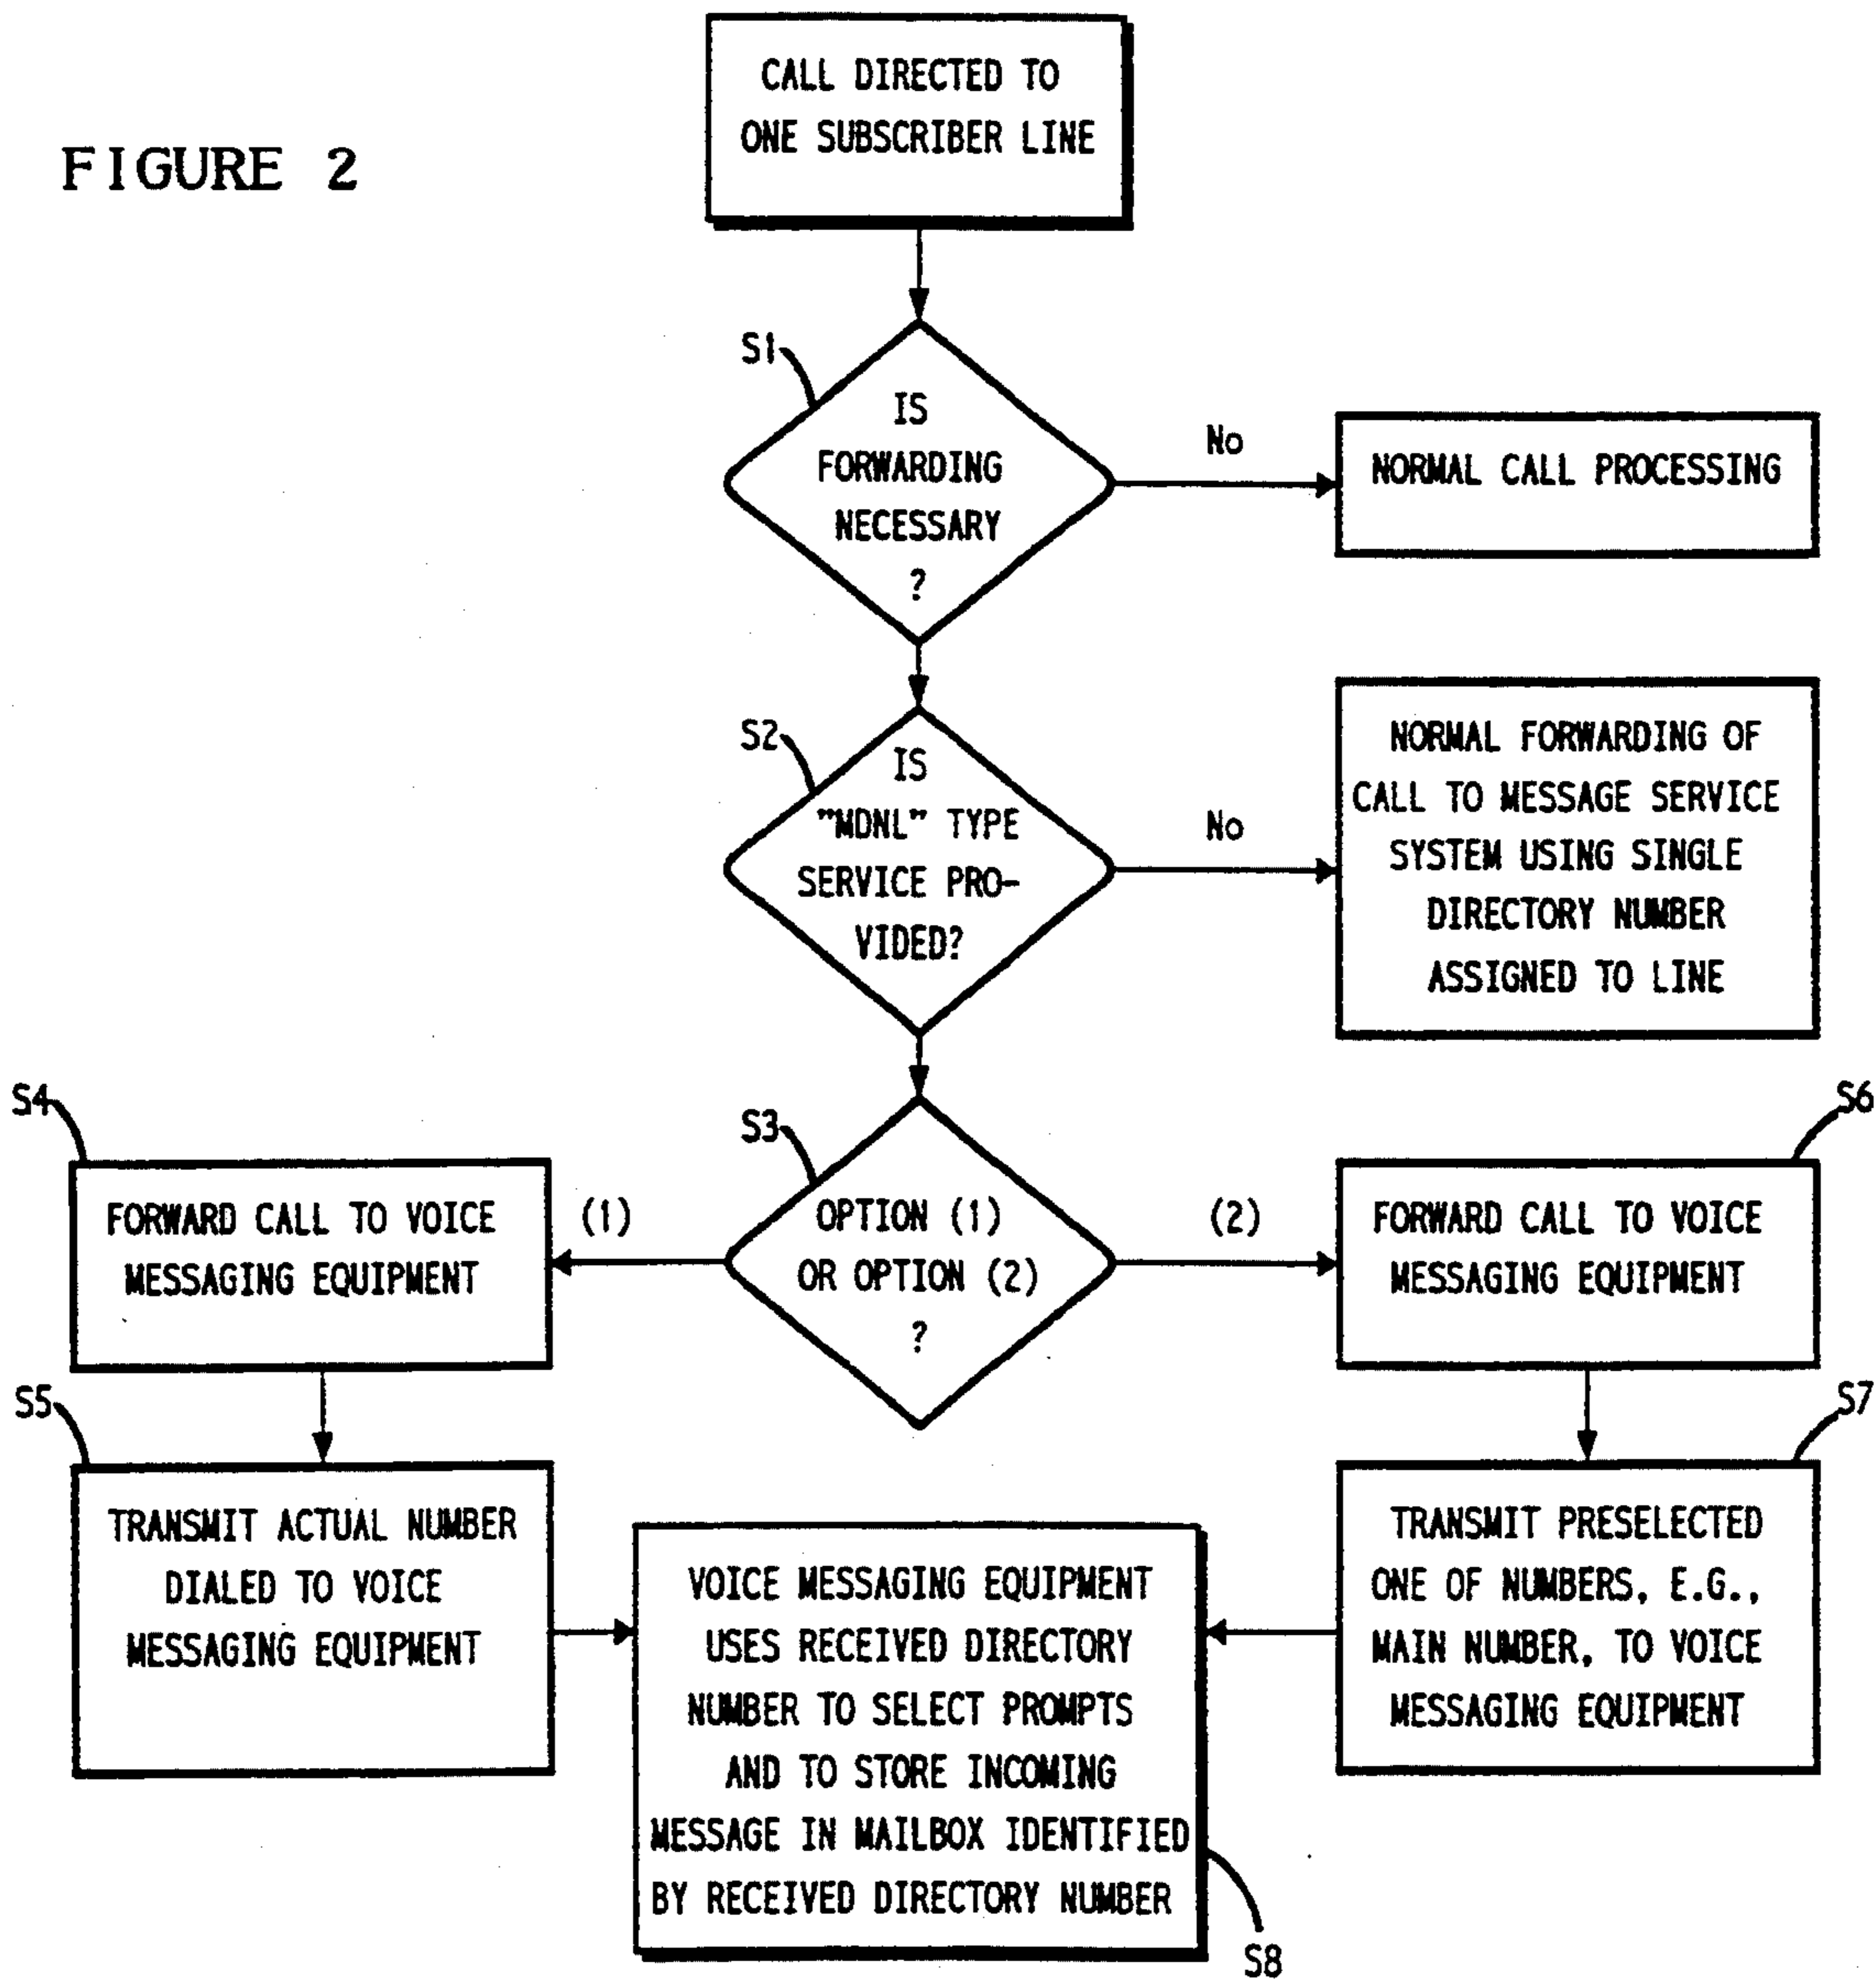 FIGURE 2
CALL DIRECTED TO
ONE SUBSCRIBER LINE
S1
IS
FORWARDING
NECESSARY
?
No
NORMAL CALL PROCESSING
S2
IS
"MDNL" TYPE
SERVICE PRO-
VIDED?
No
NORMAL FORWARDING OF
CALL TO MESSAGE SERVICE
SYSTEM USING SINGLE
DIRECTORY NUMBER
ASSIGNED TO LINE
S3
OPTION (1)
OR OPTION (2)
?
(1)
(2)
S4
FORWARD CALL TO VOICE
MESSAGING EQUIPMENT
S6
FORWARD CALL TO VOICE
MESSAGING EQUIPMENT
S5
TRANSMIT ACTUAL NUMBER
DIALED TO VOICE
MESSAGING EQUIPMENT
S7
TRANSMIT PRESELECTED
ONE OF NUMBERS, E.G.,
MAIN NUMBER, TO VOICE
MESSAGING EQUIPMENT
VOICE MESSAGING EQUIPMENT
USES RECEIVED DIRECTORY
NUMBER TO SELECT PROMPTS
AND TO STORE INCOMING
MESSAGE IN MAILBOX IDENTIFIED
BY RECEIVED DIRECTORY NUMBER
S8